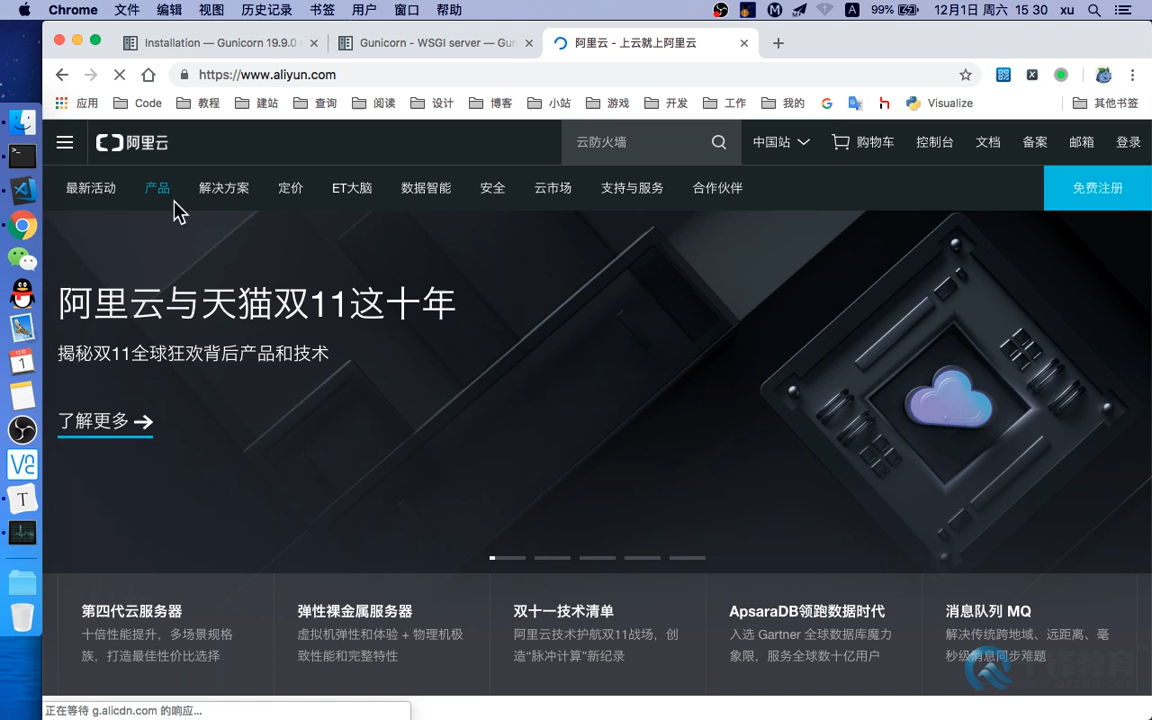 Chrome 文件 编辑 视图 历史记录 书签 用户 窗口 帮助 99% 12月1日 周六 15 30 xu
Installation — Gunicorn 19.9.0
Gunicorn - WSGI server — Gun
阿里云 - 上云就上阿里云
https://www.aliyun.com
应用 Code 教程 建站 查询 阅读 设计 博客 小站 游戏 开发 工作 我的 Visualize 其他书签
阿里云 云防火墙 中国站 购物车 控制台 文档 备案 邮箱 登录
最新活动 产品 解决方案 定价 ET大脑 数据智能 安全 云市场 支持与服务 合作伙伴 免费注册
阿里云与天猫双11这十年
揭秘双11全球狂欢背后产品和技术
了解更多
第四代云服务器
十倍性能提升，多场景规格
族，打造最佳性价比选择
弹性裸金属服务器
虚拟机弹性和体验 + 物理机极
致性能和完整特性
双十一技术清单
阿里云技术护航双11战场，创
造“脉冲计算”新纪录
ApsaraDB领跑数据时代
入选 Gartner 全球数据库魔力
象限，服务全球数十亿用户
消息队列 MQ
解决传统跨地域、远距离、毫
秒级消息同步难题
正在等待 g.alicdn.com 的响应...